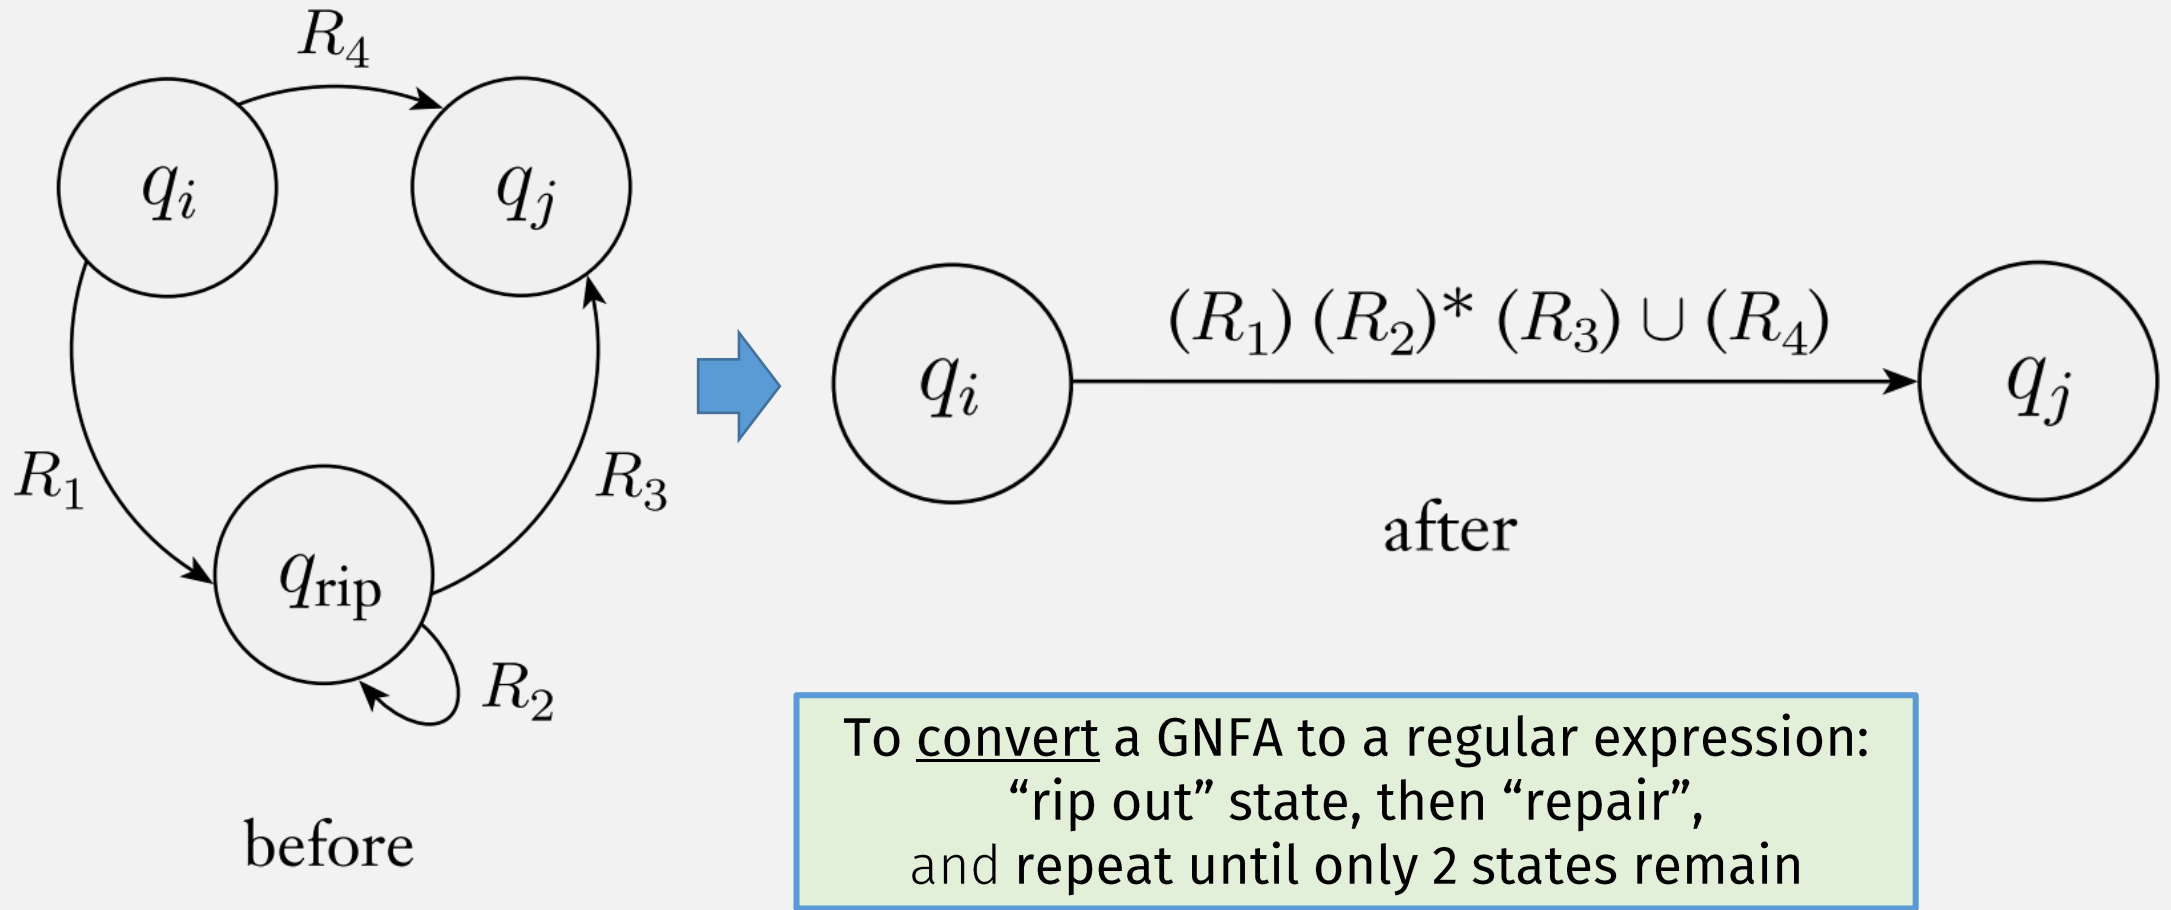 R₄
qᵢ
qⱼ
R₁
R₃
q_rip
R₂
before
(R₁) (R₂)* (R₃) ∪ (R₄)
qᵢ
qⱼ
after
To convert a GNFA to a regular expression:
“rip out” state, then “repair”,
and repeat until only 2 states remain